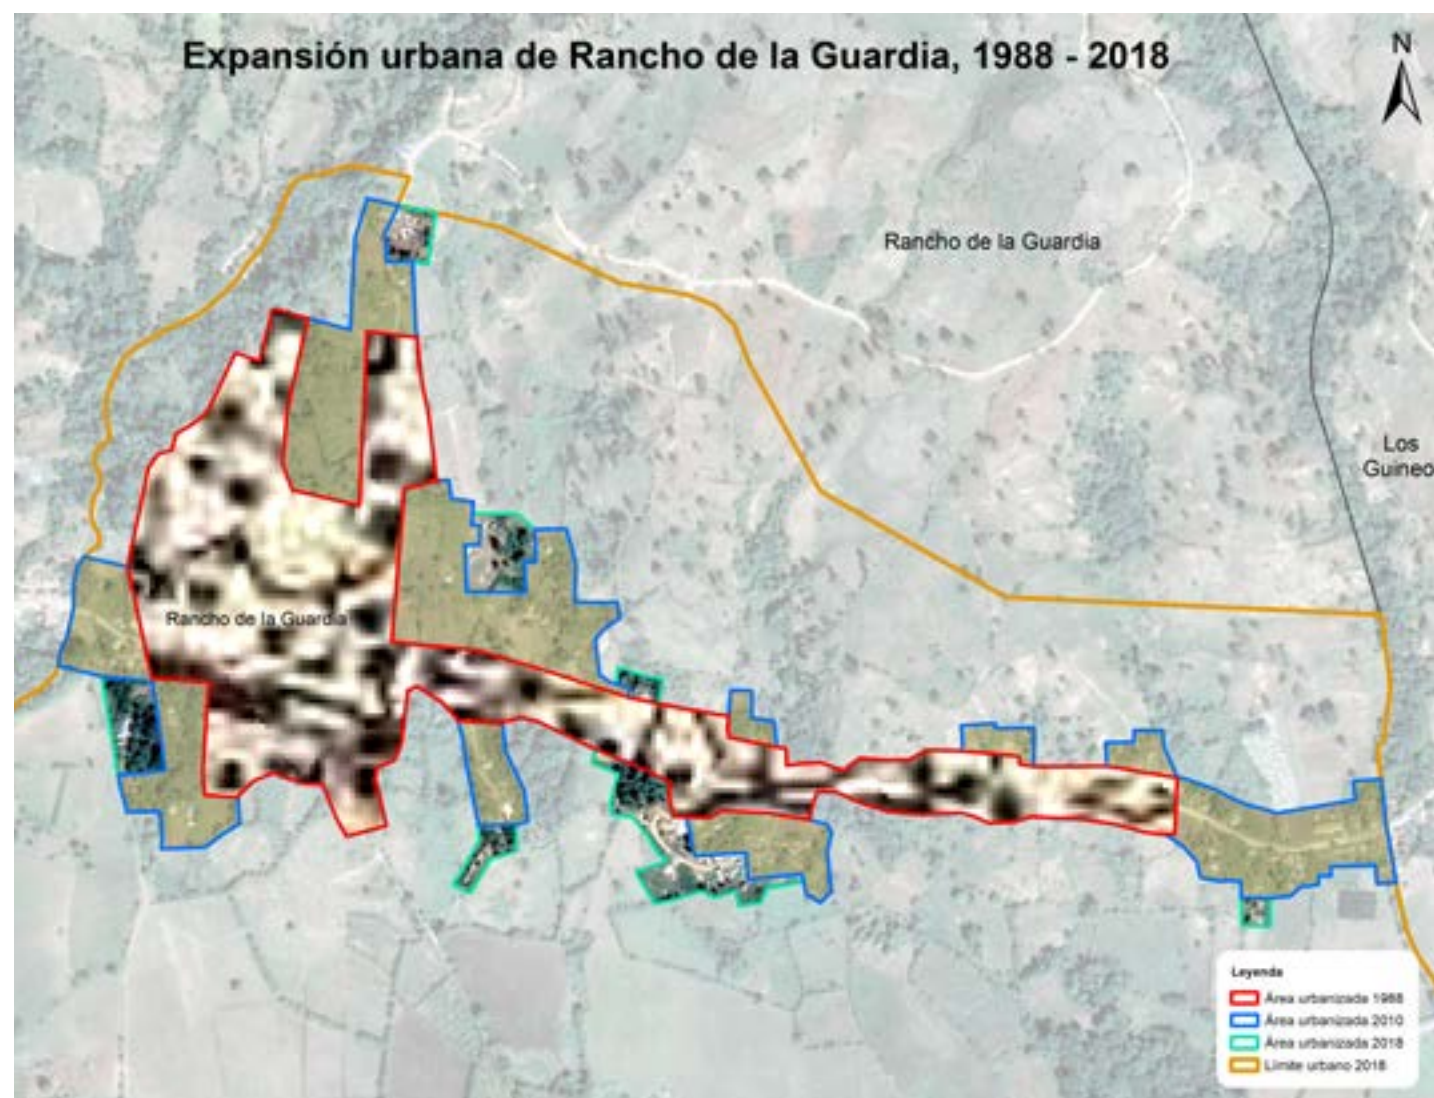 Expansión urbana de Rancho de la Guardia, 1988 - 2018
N
Rancho de la Guardia
Los
Guineo
Rancho de la Guardia
Leyenda
Área urbanizada 1988
Área urbanizada 2010
Área urbanizada 2018
Límite urbano 2018